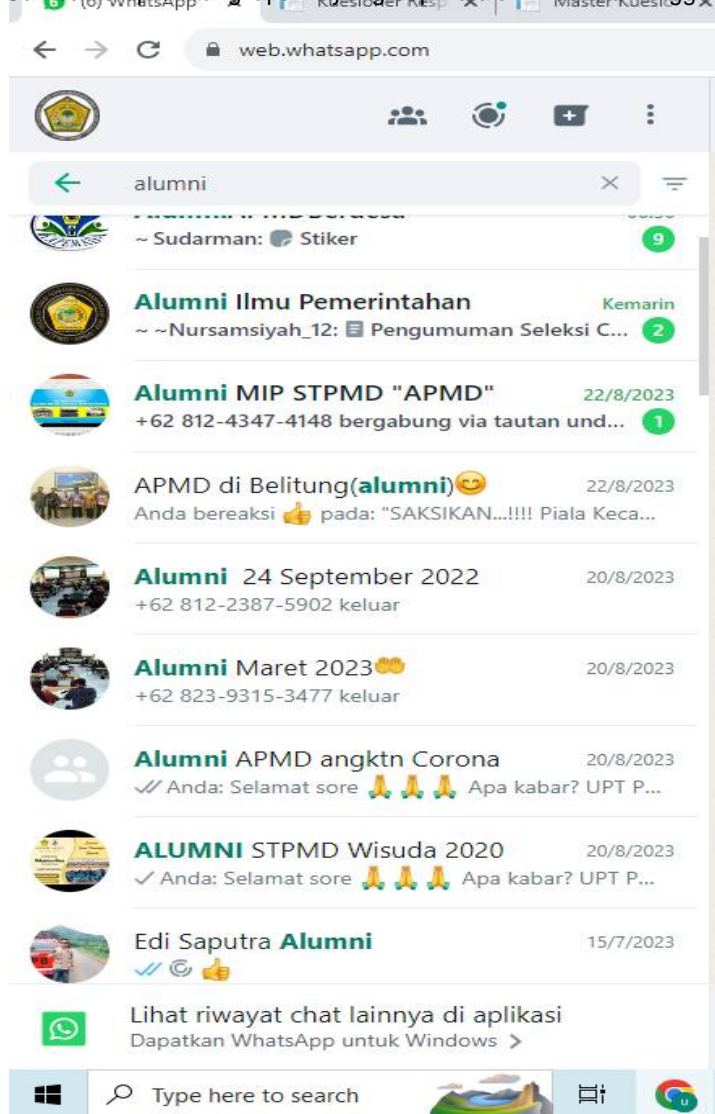 (6) WhatsApp
web.whatsapp.com
alumni
~ Sudarman: Stiker
9
Alumni Ilmu Pemerintahan
Kemarin
~ ~Nursamsiyah_12: Pengumuman Seleksi C...
2
Alumni MIP STPMD "APMD"
22/8/2023
+62 812-4347-4148 bergabung via tautan und...
1
APMD di Belitung(alumni)😊
22/8/2023
Anda bereaksi 👍 pada: "SAKSIKAN...!!!! Piala Keca...
Alumni 24 September 2022
20/8/2023
+62 812-2387-5902 keluar
Alumni Maret 2023🤲
20/8/2023
+62 823-9315-3477 keluar
Alumni APMD angktn Corona
20/8/2023
Anda: Selamat sore 🙏 🙏 🙏 Apa kabar? UPT P...
ALUMNI STPMD Wisuda 2020
20/8/2023
Anda: Selamat sore 🙏 🙏 🙏 Apa kabar? UPT P...
Edi Saputra Alumni
15/7/2023
👍
Lihat riwayat chat lainnya di aplikasi
Dapatkan WhatsApp untuk Windows >
Type here to search